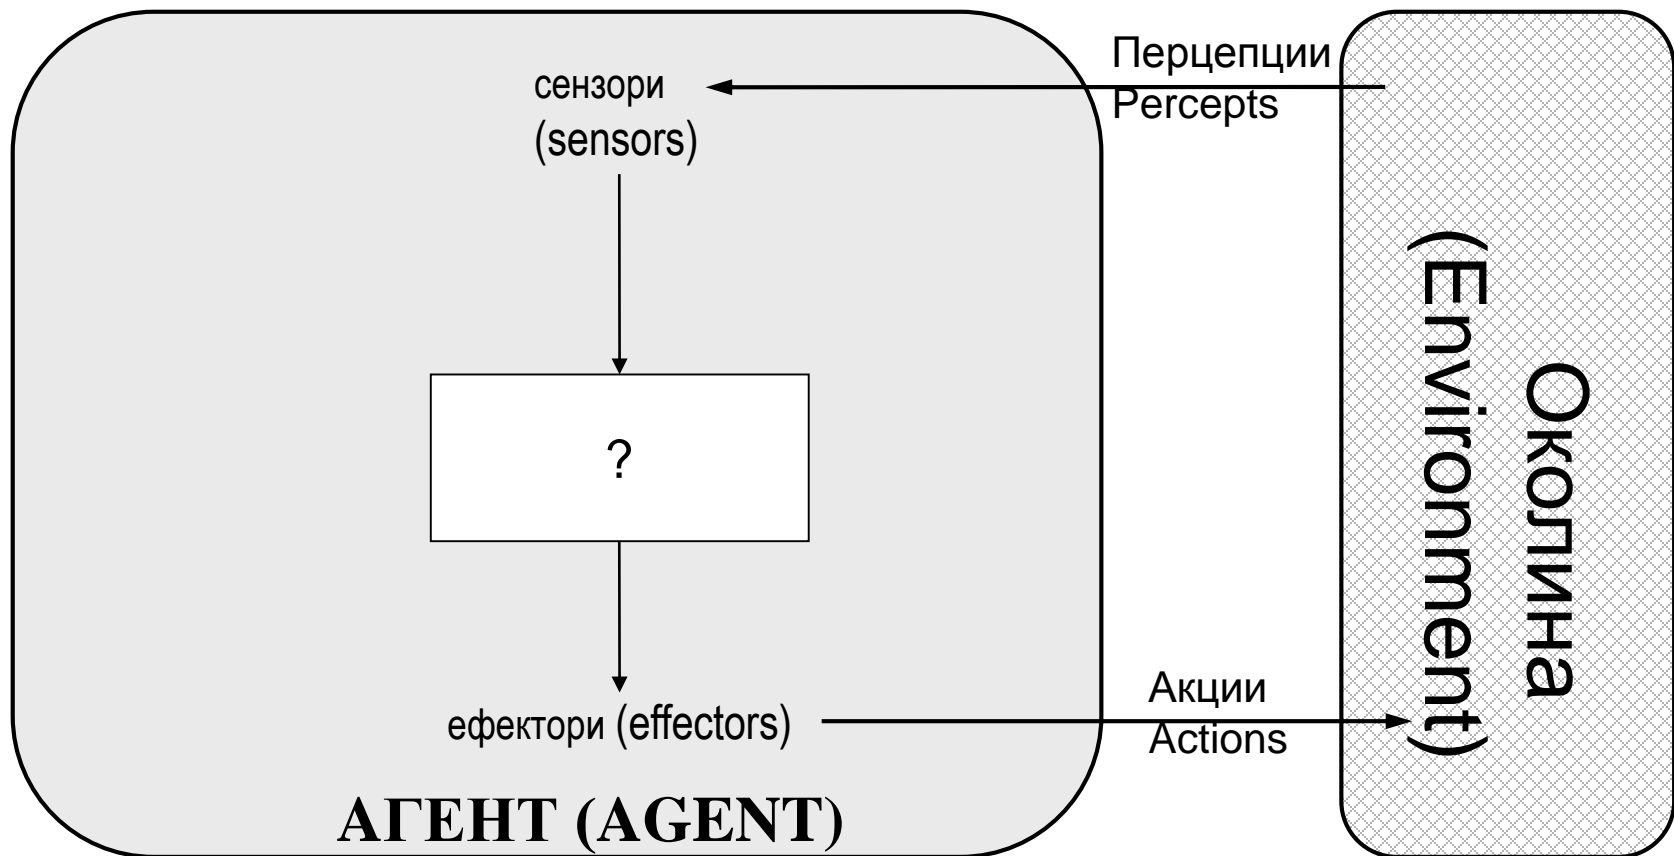 сензори
(sensors)
Перцепции
Percepts
?
ефектори (effectors)
Акции
Actions
АГЕНТ (AGENT)
Околина
(Environment)